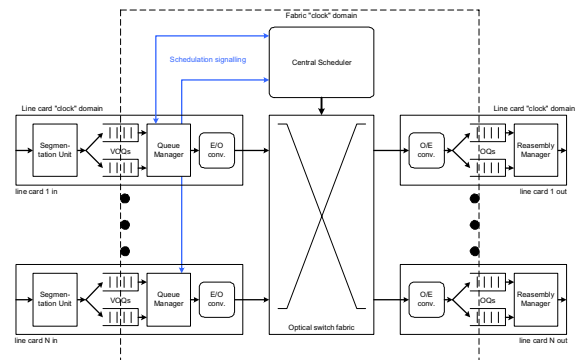 Fabric "clock" domain
Schedulation signalling
Central Scheduler
Line card "clock" domain
Line card "clock" domain
Segmen-
tation Unit
VOQs
Queue
Manager
E/O
conv.
O/E
conv.
OQs
Reasembly
Manager
line card 1 in
line card 1 out
Segmen-
tation Unit
VOQs
Queue
Manager
E/O
conv.
O/E
conv.
OQs
Reasembly
Manager
line card N in
Optical switch fabric
line card N out